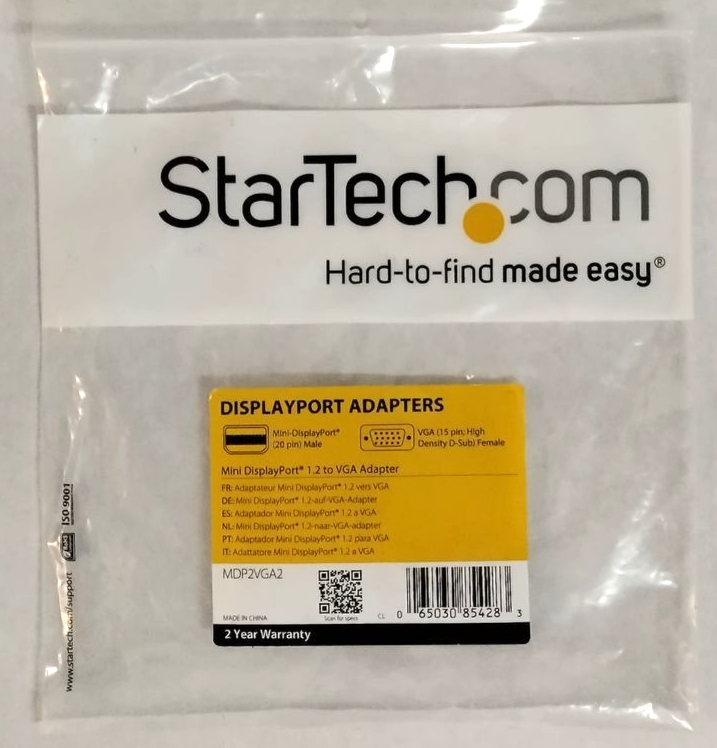 StarTech.com
Hard-to-find made easy®
DISPLAYPORT ADAPTERS
Mini-DisplayPort®
(20 pin) Male
VGA (15 pin; High
Density D-Sub) Female
Mini DisplayPort® 1.2 to VGA Adapter
FR: Adaptateur Mini DisplayPort® 1.2 vers VGA
DE: Mini DisplayPort® 1.2-auf-VGA-Adapter
ES: Adaptador Mini DisplayPort® 1.2 a VGA
NL: Mini DisplayPort® 1.2-naar-VGA-adapter
PT: Adaptador Mini DisplayPort® 1.2 para VGA
IT: Adattatore Mini DisplayPort® 1.2 a VGA
MDP2VGA2
MADE IN CHINA
Scan for specs
CL
0 65030 85428 3
2 Year Warranty
www.startech.com/support
ISO 9001